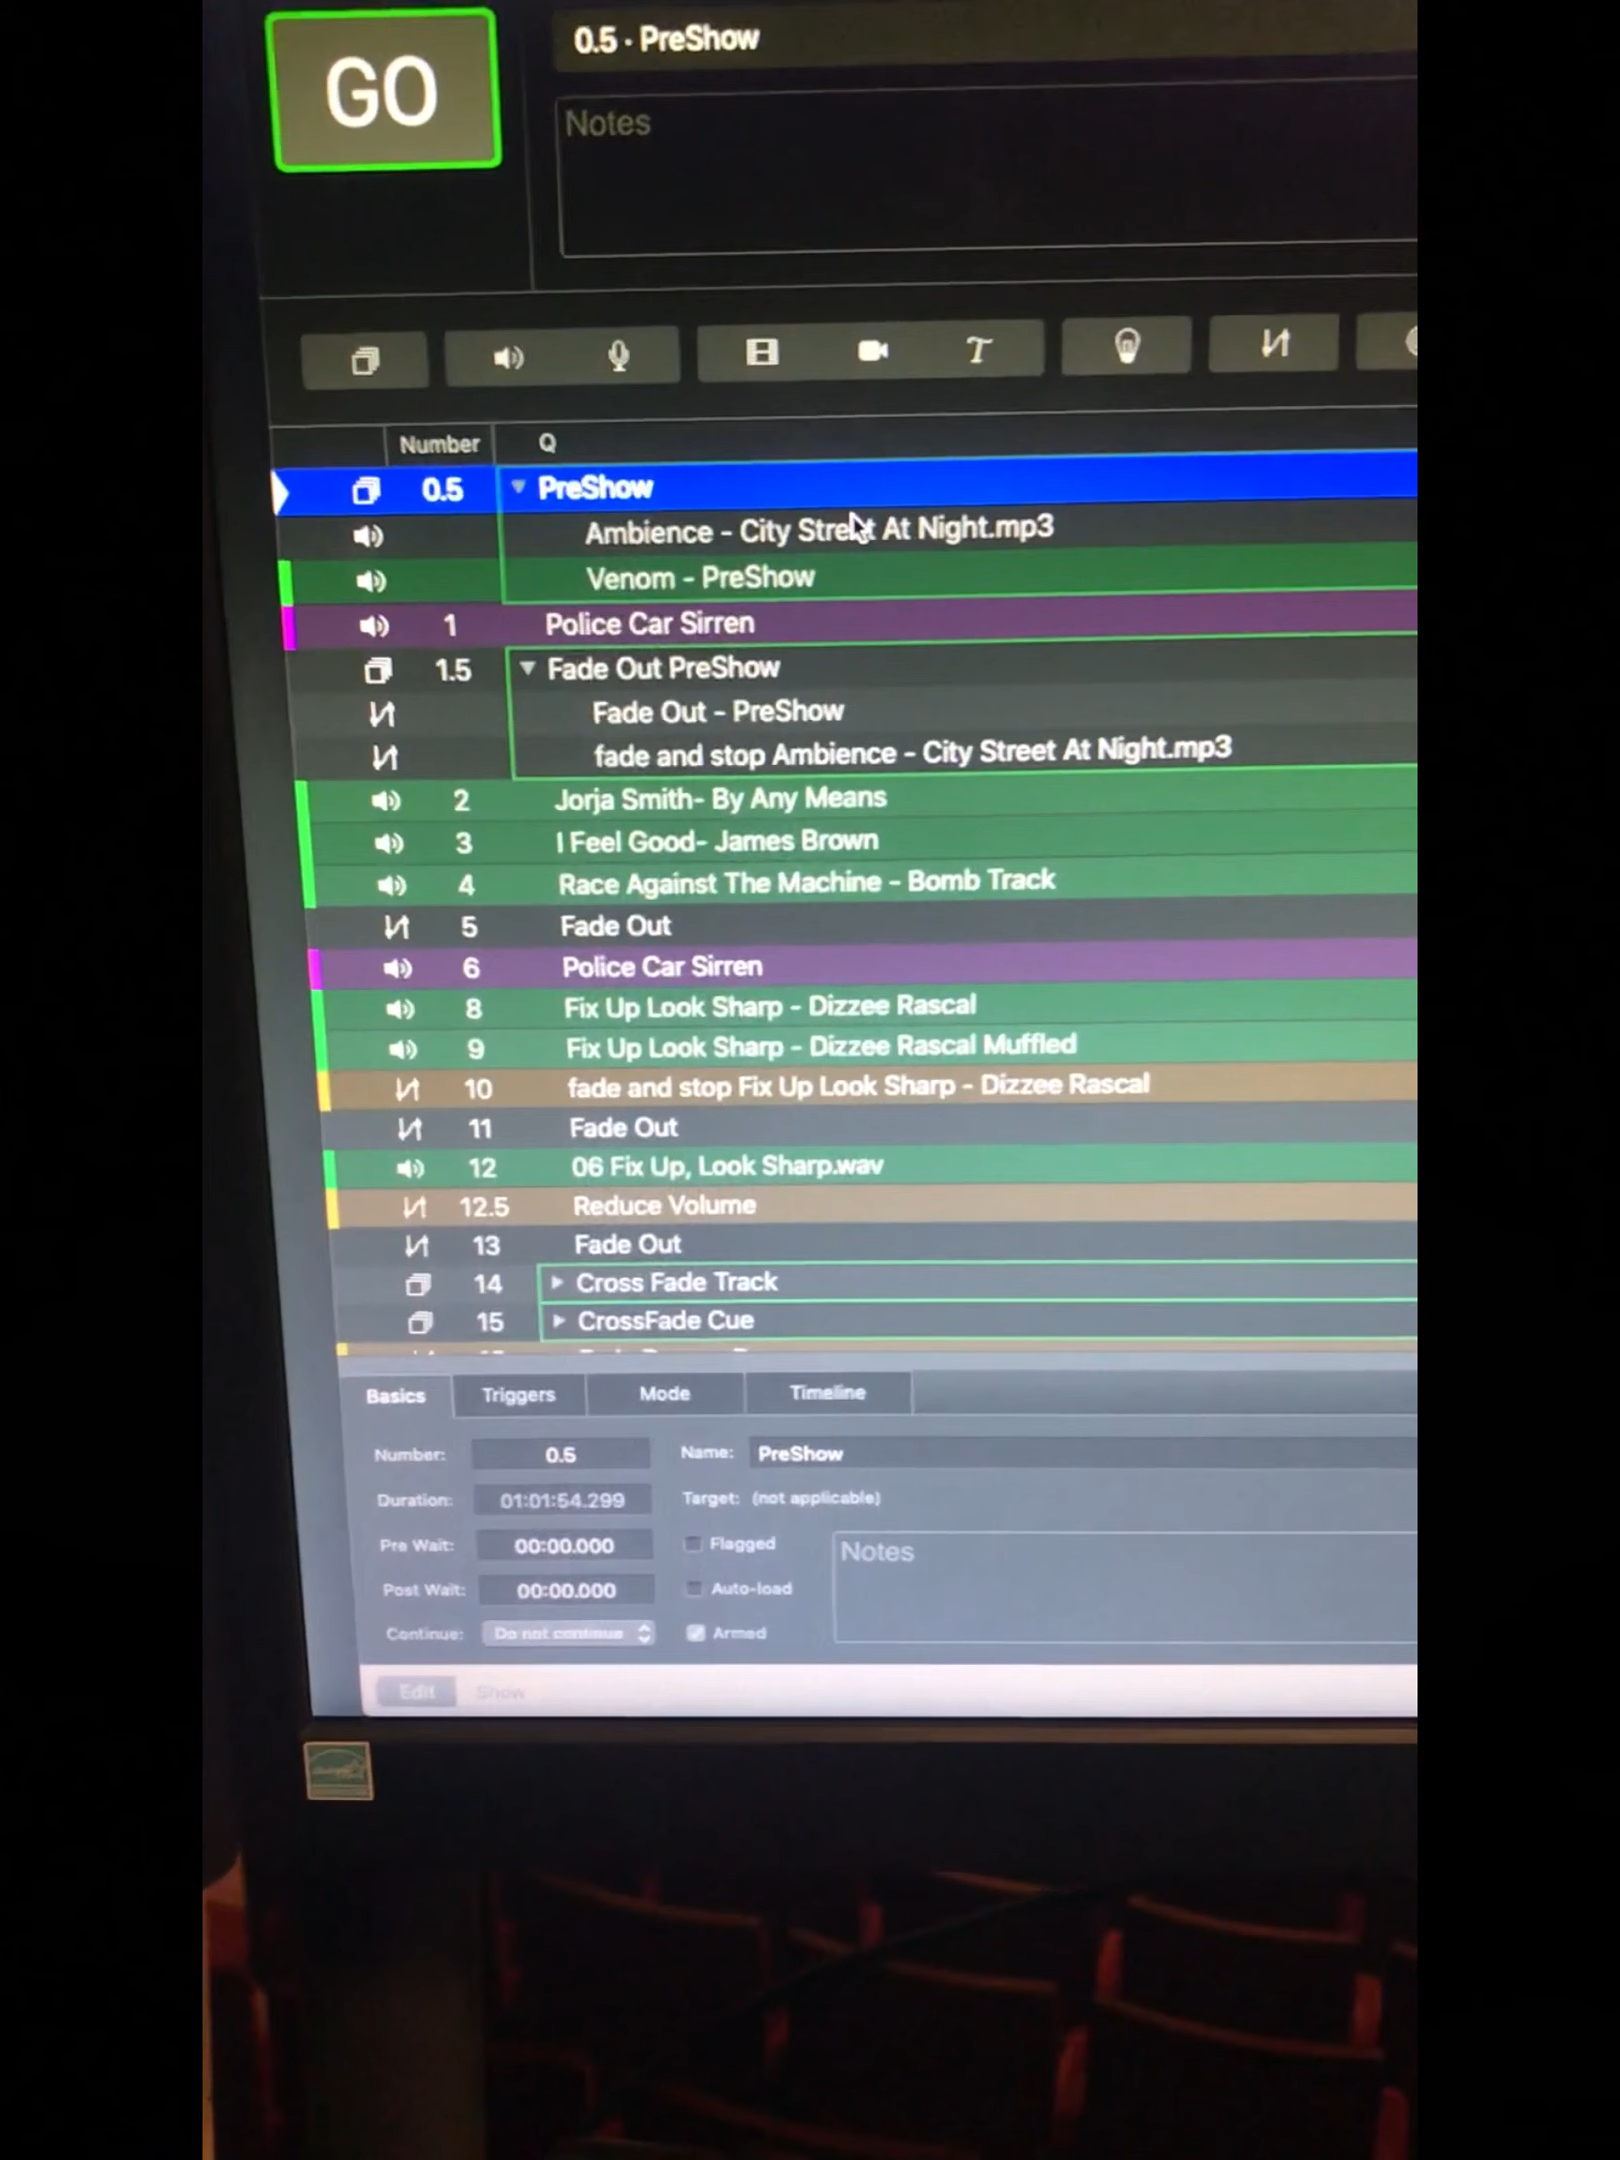 GO
0.5 · PreShow
Notes
Number Q
0.5 PreShow
Ambience - City Street At Night.mp3
Venom - PreShow
1 Police Car Sirren
1.5 Fade Out PreShow
Fade Out - PreShow
fade and stop Ambience - City Street At Night.mp3
2 Jorja Smith- By Any Means
3 I Feel Good- James Brown
4 Race Against The Machine - Bomb Track
5 Fade Out
6 Police Car Sirren
8 Fix Up Look Sharp - Dizzee Rascal
9 Fix Up Look Sharp - Dizzee Rascal Muffled
10 fade and stop Fix Up Look Sharp - Dizzee Rascal
11 Fade Out
12 06 Fix Up, Look Sharp.wav
12.5 Reduce Volume
13 Fade Out
14 Cross Fade Track
15 CrossFade Cue
Basics Triggers Mode Timeline
Number: 0.5 Name: PreShow
Duration: 01:01:54.299 Target: (not applicable)
Pre Wait: 00:00.000 Flagged Notes
Post Wait: 00:00.000 Auto-load
Continue: Do not continue Armed
Edit Show